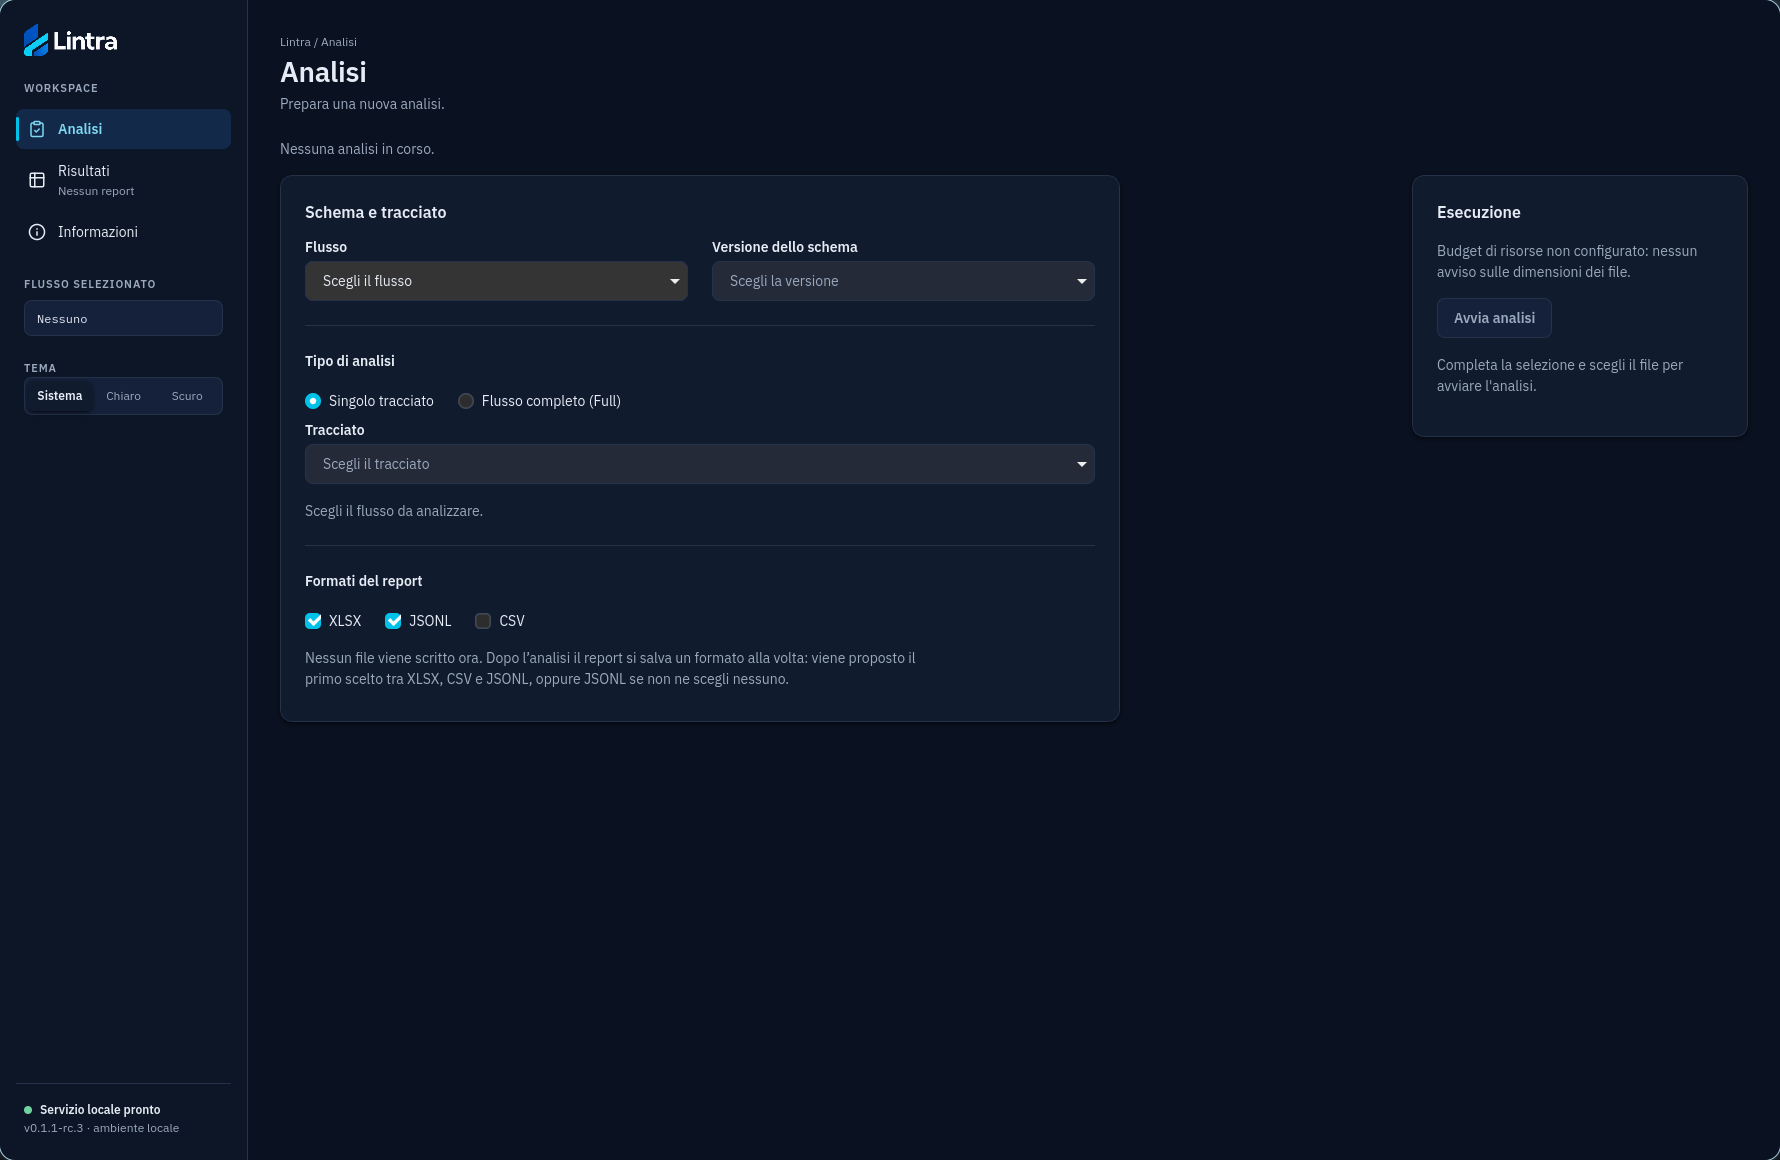 Lintra
WORKSPACE
Analisi
Risultati
Nessun report
Informazioni
FLUSSO SELEZIONATO
Nessuno
TEMA
Sistema Chiaro Scuro
Servizio locale pronto
v0.1.1-rc.3 · ambiente locale
Lintra / Analisi
Analisi
Prepara una nuova analisi.
Nessuna analisi in corso.
Schema e tracciato
Flusso Versione dello schema
Scegli il flusso Scegli la versione
Tipo di analisi
Singolo tracciato Flusso completo (Full)
Tracciato
Scegli il tracciato
Scegli il flusso da analizzare.
Formati del report
XLSX JSONL CSV
Nessun file viene scritto ora. Dopo l’analisi il report si salva un formato alla volta: viene proposto il
primo scelto tra XLSX, CSV e JSONL, oppure JSONL se non ne scegli nessuno.
Esecuzione
Budget di risorse non configurato: nessun
avviso sulle dimensioni dei file.
Avvia analisi
Completa la selezione e scegli il file per
avviare l'analisi.